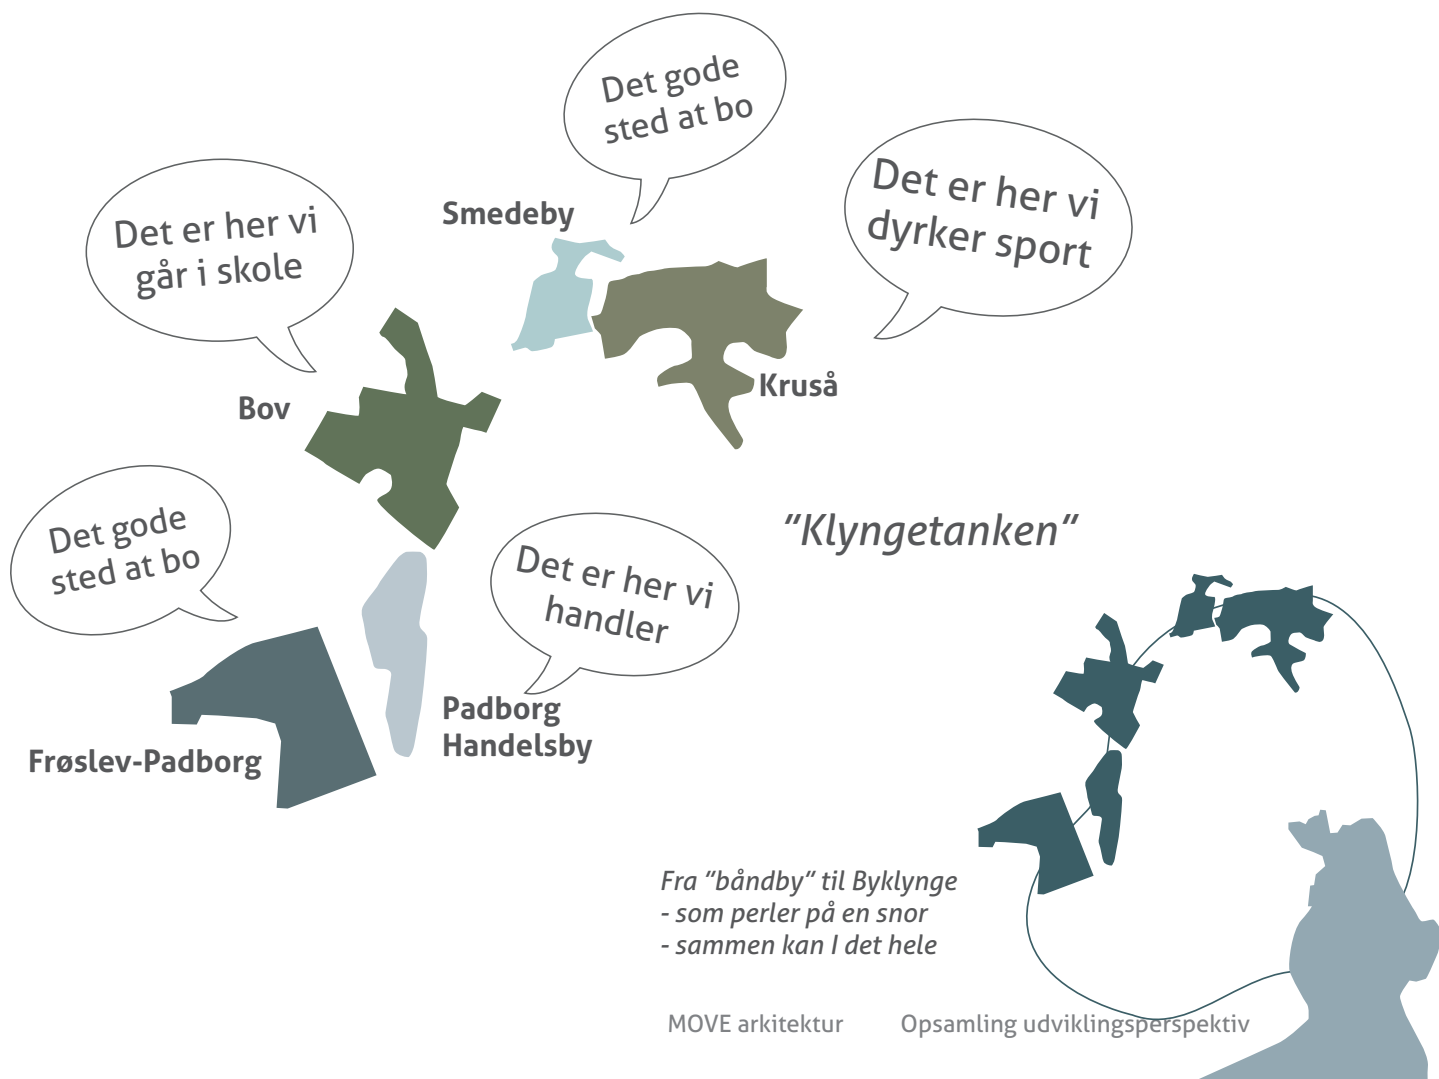 Det gode
sted at bo
Det er her vi
dyrker sport
Det er her vi
går i skole
Smedeby
Kruså
Bov
Det gode
sted at bo
"Klyngetanken"
Det er her vi
handler
Padborg
Handelsby
Frøslev-Padborg
Fra "båndby" til Byklynge
- som perler på en snor
- sammen kan I det hele
MOVE arkitektur
Opsamling udviklingsperspektiv